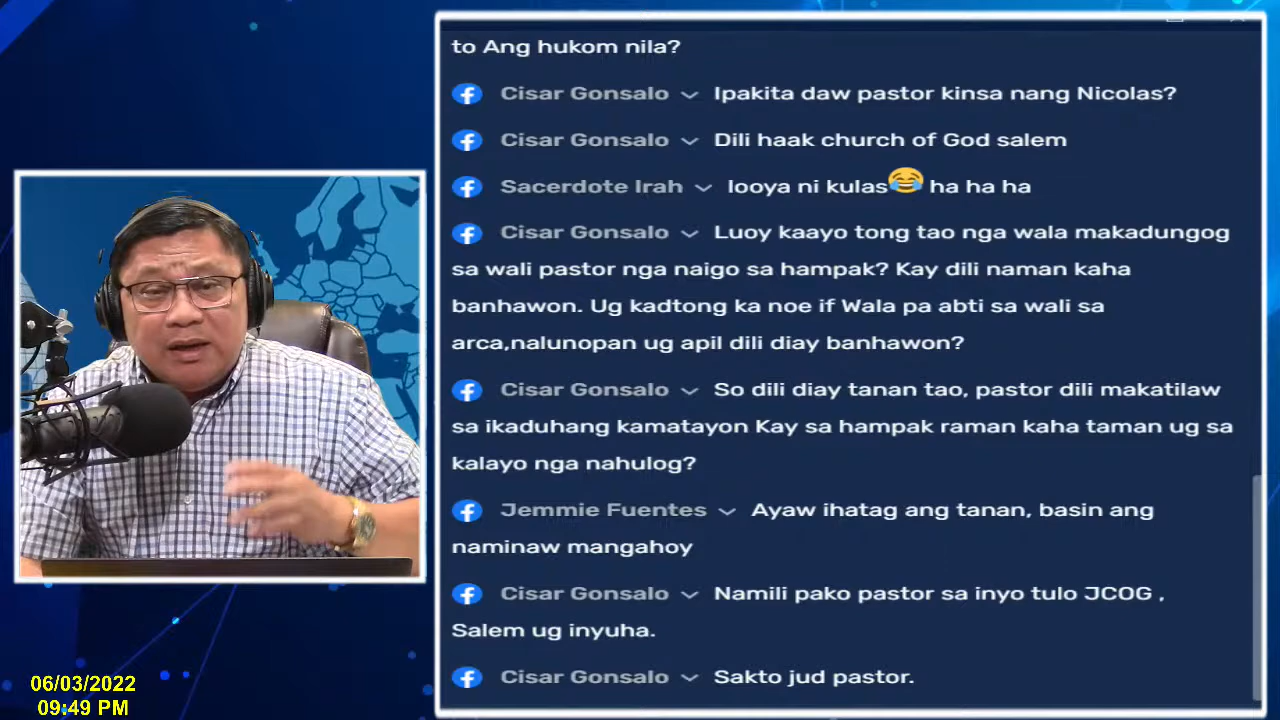 to Ang hukom nila?
Cisar Gonsalo Ipakita daw pastor kinsa nang Nicolas?
Cisar Gonsalo Dili haak church of God salem
Sacerdote Irah looya ni kulas😂 ha ha ha
Cisar Gonsalo Luoy kaayo tong tao nga wala makadungog
sa wali pastor nga naigo sa hampak? Kay dili naman kaha
banhawon. Ug kadtong ka noe if Wala pa abti sa wali sa
arca,nalunopan ug apil dili diay banhawon?
Cisar Gonsalo So dili diay tanan tao, pastor dili makatilaw
sa ikaduhang kamatayon Kay sa hampak raman kaha taman ug sa
kalayo nga nahulog?
Jemmie Fuentes Ayaw ihatag ang tanan, basin ang
naminaw mangahoy
Cisar Gonsalo Namili pako pastor sa inyo tulo JCOG ,
Salem ug inyuha.
Cisar Gonsalo Sakto jud pastor.
06/03/2022
09:49 PM